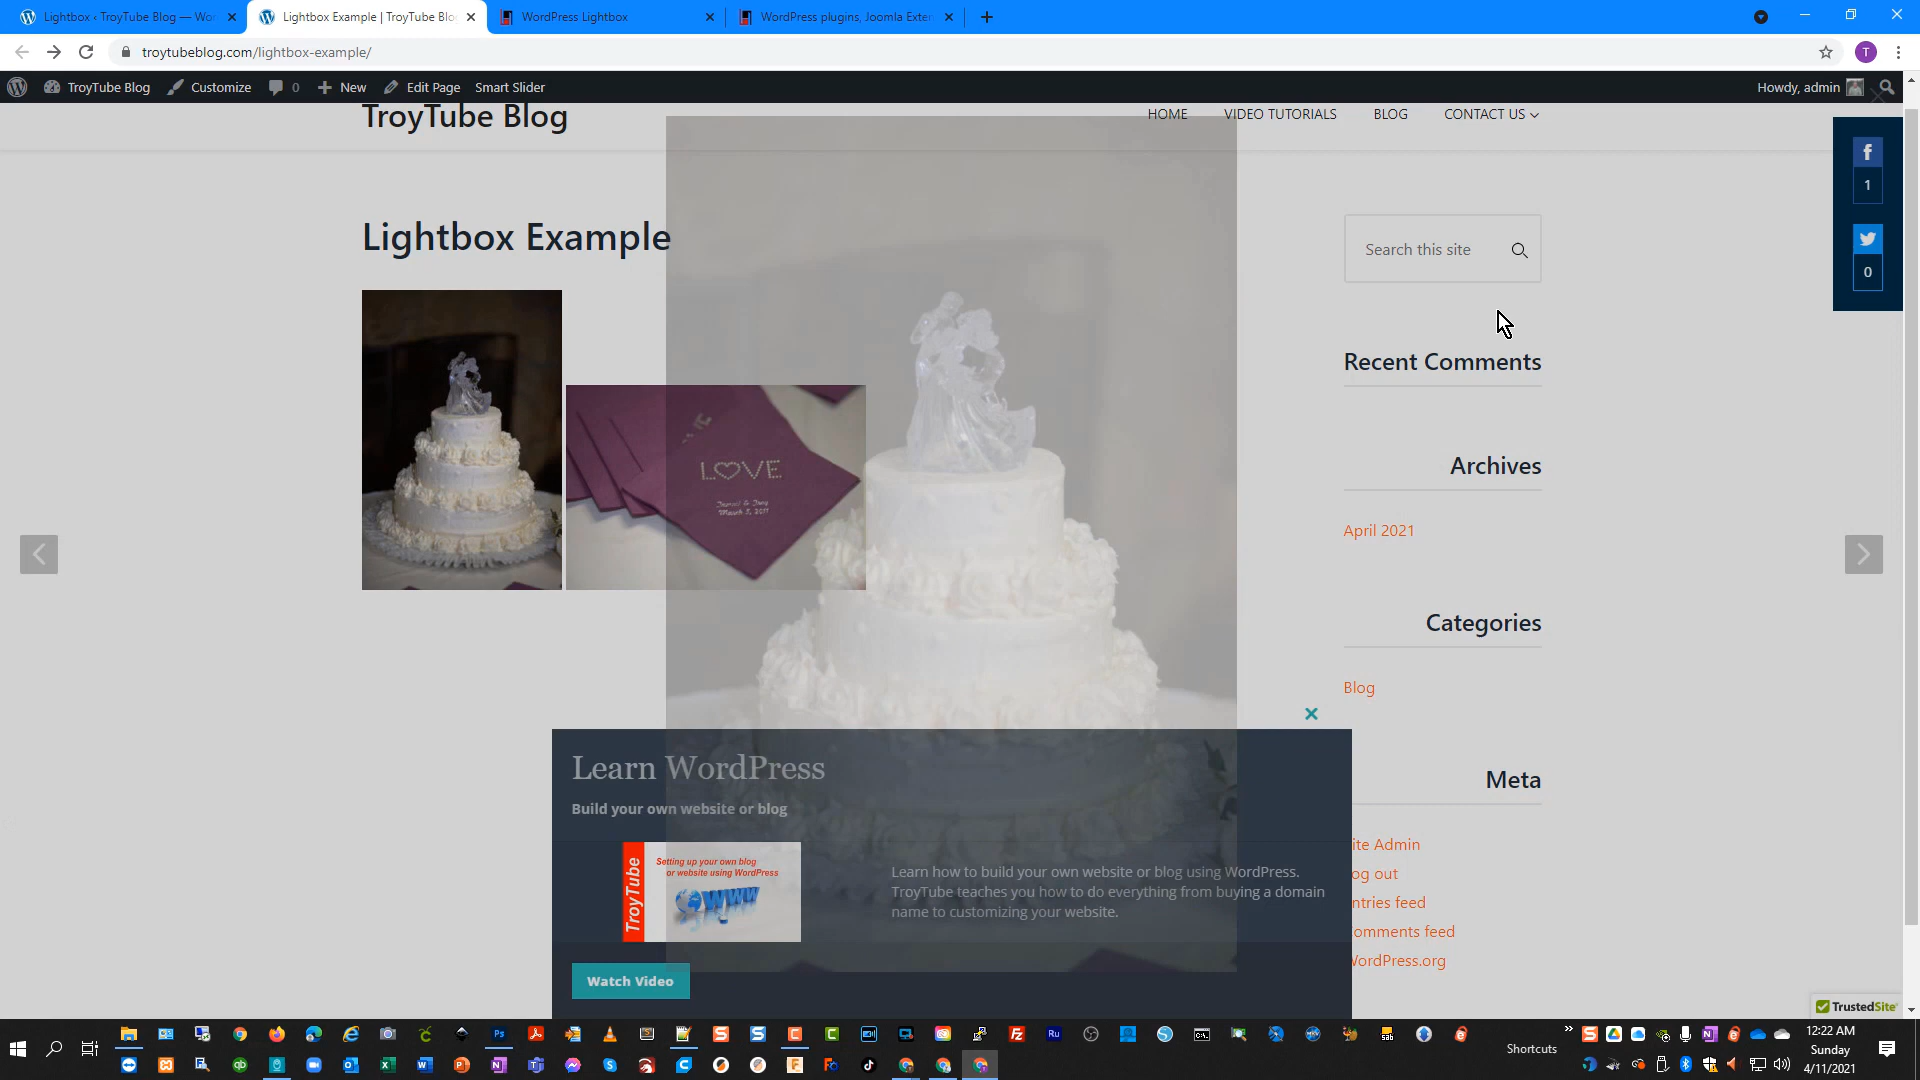 Lightbox ‹ TroyTube Blog — Wor
Lightbox Example | TroyTube Blo
WordPress Lightbox
WordPress plugins, Joomla Exten
troytubeblog.com/lightbox-example/
T
TroyTube Blog
Customize
0
New
Edit Page
Smart Slider
Howdy, admin
TroyTube Blog
HOME
VIDEO TUTORIALS
BLOG
CONTACT US
f
1
0
Lightbox Example
Search this site
LOVE
March 7, 2011
Recent Comments
Archives
April 2021
Categories
Blog
Meta
ite Admin
og out
ntries feed
omments feed
WordPress.org
Learn WordPress
Build your own website or blog
TroyTube
Setting up your own blog
or website using WordPress
WWW
Learn how to build your own website or blog using WordPress.
TroyTube teaches you how to do everything from buying a domain
name to customizing your website.
Watch Video
TrustedSite
Shortcuts
12:22 AM
Sunday
4/11/2021